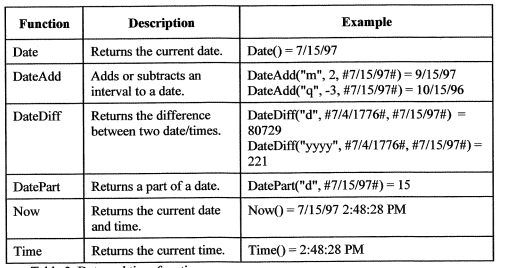 Function Description Example
Date Returns the current date. Date() = 7/15/97
DateAdd Adds or subtracts an interval to a date. DateAdd("m", 2, #7/15/97#) = 9/15/97
DateAdd("q", -3, #7/15/97#) = 10/15/96
DateDiff Returns the difference between two date/times. DateDiff("d", #7/4/1776#, #7/15/97#) = 80729
DateDiff("yyyy", #7/4/1776#, #7/15/97#) = 221
DatePart Returns a part of a date. DatePart("d", #7/15/97#) = 15
Now Returns the current date and time. Now() = 7/15/97 2:48:28 PM
Time Returns the current time. Time() = 2:48:28 PM